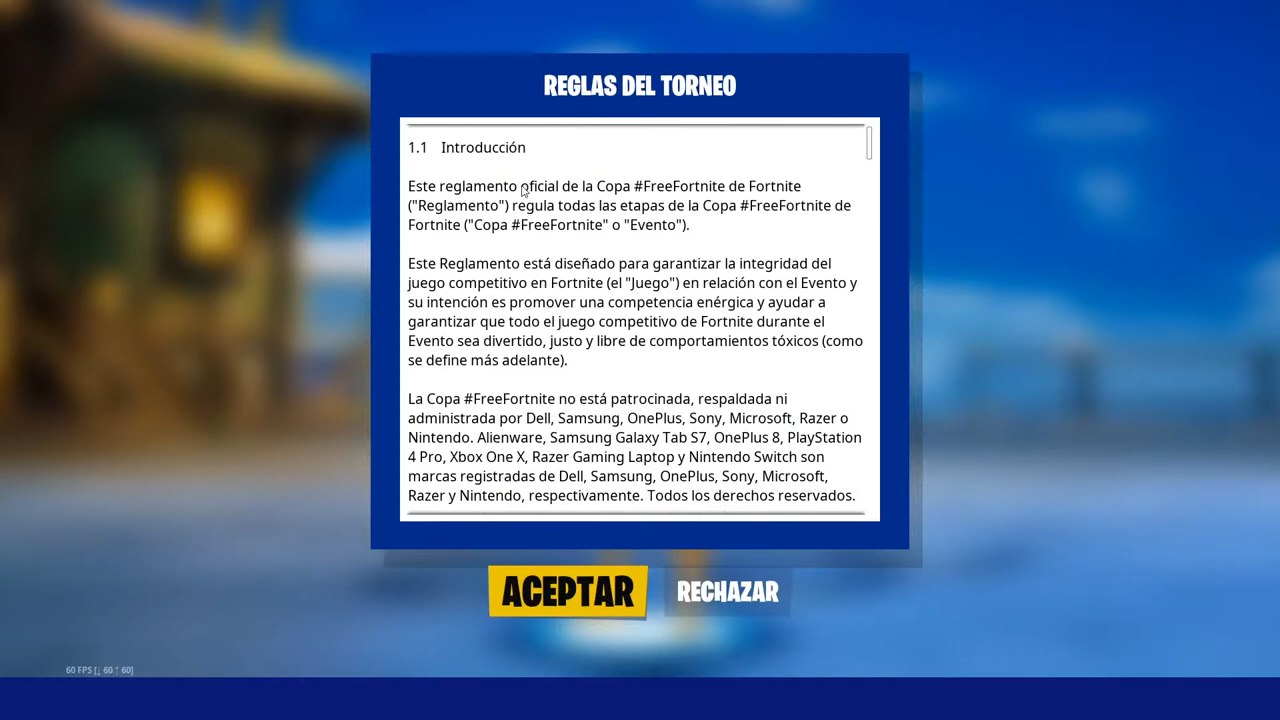 REGLAS DEL TORNEO
1.1 Introducción
Este reglamento oficial de la Copa #FreeFortnite de Fortnite
("Reglamento") regula todas las etapas de la Copa #FreeFortnite de
Fortnite ("Copa #FreeFortnite" o "Evento").
Este Reglamento está diseñado para garantizar la integridad del
juego competitivo en Fortnite (el "Juego") en relación con el Evento y
su intención es promover una competencia enérgica y ayudar a
garantizar que todo el juego competitivo de Fortnite durante el
Evento sea divertido, justo y libre de comportamientos tóxicos (como
se define más adelante).
La Copa #FreeFortnite no está patrocinada, respaldada ni
administrada por Dell, Samsung, OnePlus, Sony, Microsoft, Razer o
Nintendo. Alienware, Samsung Galaxy Tab S7, OnePlus 8, PlayStation
4 Pro, Xbox One X, Razer Gaming Laptop y Nintendo Switch son
marcas registradas de Dell, Samsung, OnePlus, Sony, Microsoft,
Razer y Nintendo, respectivamente. Todos los derechos reservados.
ACEPTAR
RECHAZAR
60 FPS [↓ 60 ↑ 60]